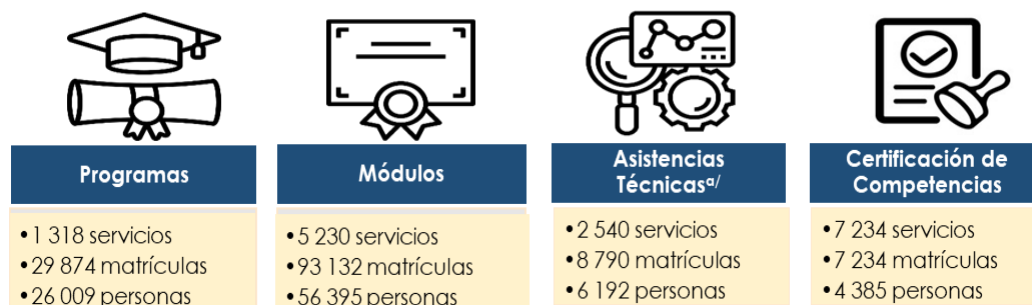 Programas
• 1 318 servicios
• 29 874 matrículas
• 26 009 personas
Módulos
• 5 230 servicios
• 93 132 matrículas
• 56 395 personas
Asistencias
Técnicasᵃ/
• 2 540 servicios
• 8 790 matrículas
• 6 192 personas
Certificación de
Competencias
• 7 234 servicios
• 7 234 matrículas
• 4 385 personas